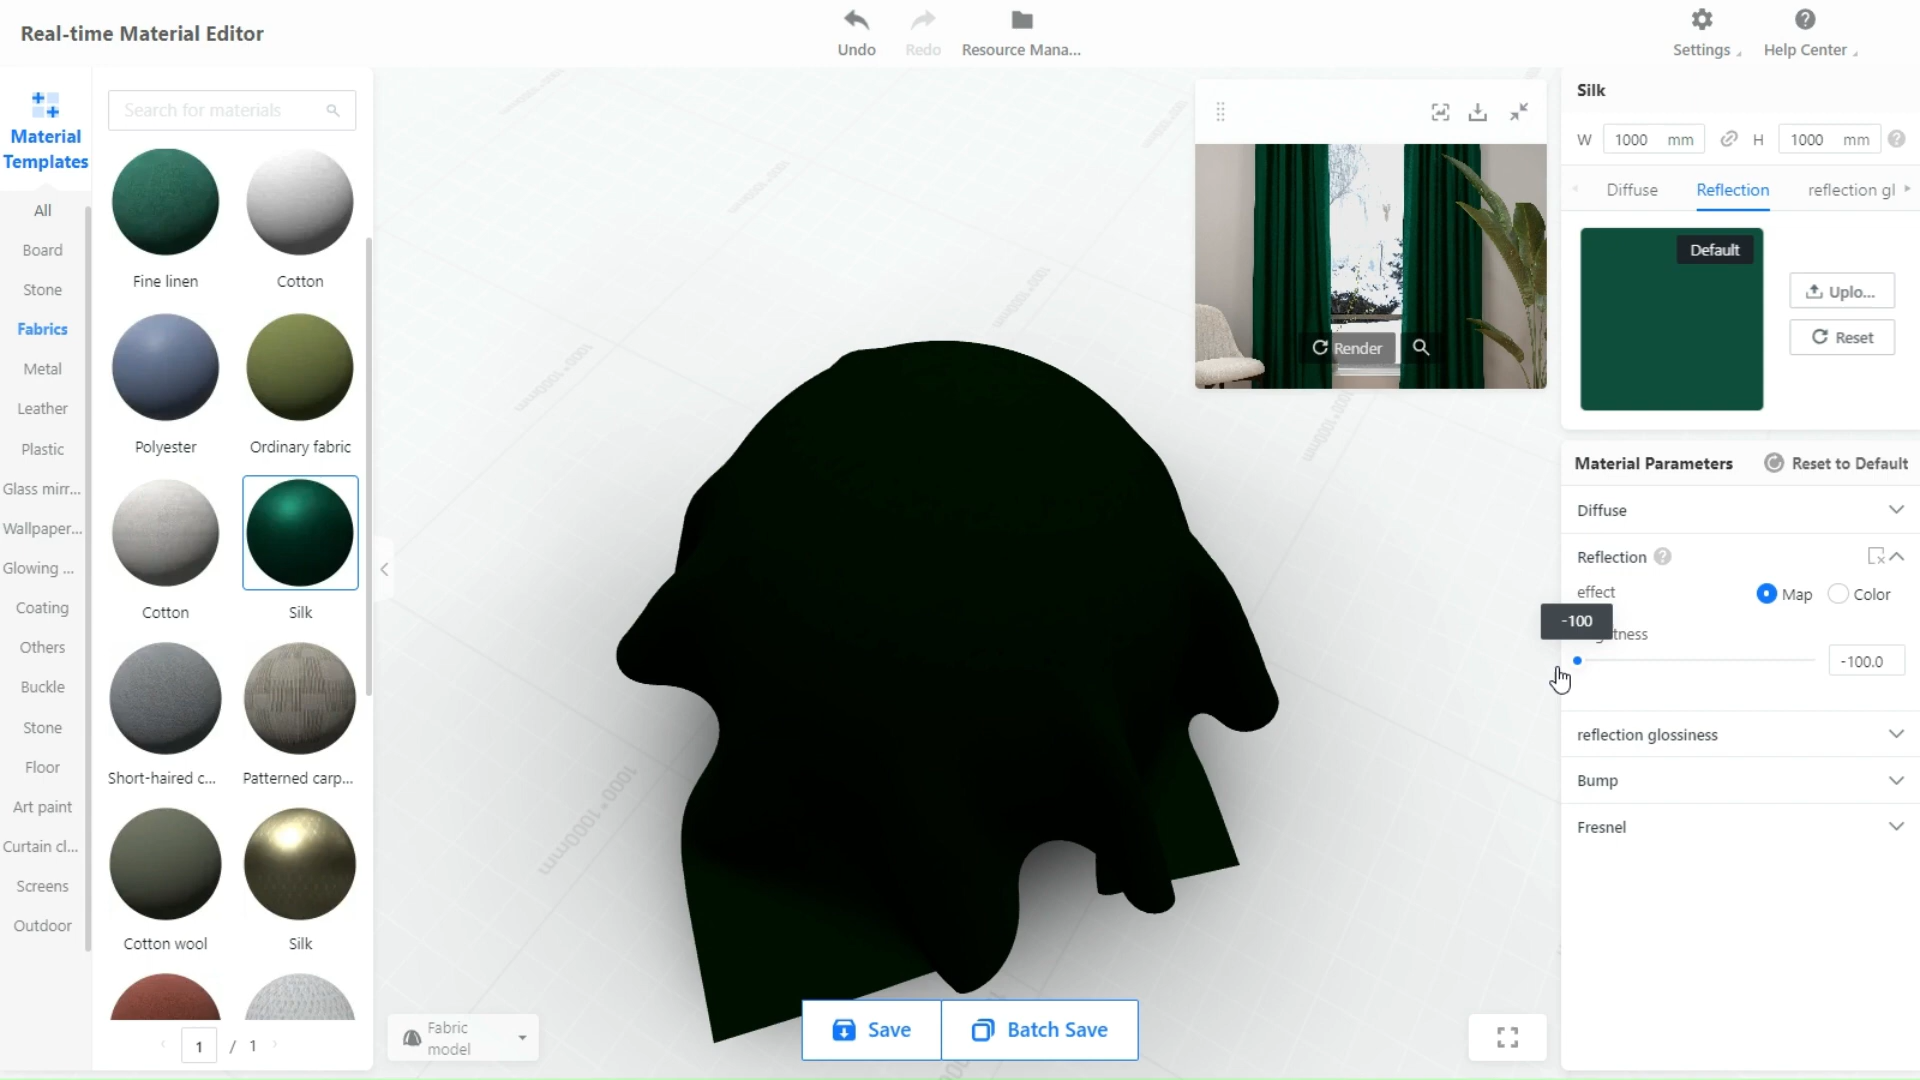 Real-time Material Editor
Undo
Redo
Resource Mana...
Settings
Help Center
Material
Templates
Search for materials
All
Board
Stone
Fabrics
Metal
Leather
Plastic
Glass mirr...
Wallpaper...
Glowing ...
Coating
Others
Buckle
Stone
Floor
Art paint
Curtain cl...
Screens
Outdoor
Fine linen
Cotton
Polyester
Ordinary fabric
Cotton
Silk
Short-haired c...
Patterned carp...
Cotton wool
Silk
1 / 1
1000*1000mm
Fabric
model
Save
Batch Save
Render
Silk
W 1000 mm
H 1000 mm
Diffuse
Reflection
reflection gl
Default
Uplo...
Reset
Material Parameters
Reset to Default
Diffuse
Reflection
effect
Map
Color
-100
tness
-100.0
reflection glossiness
Bump
Fresnel